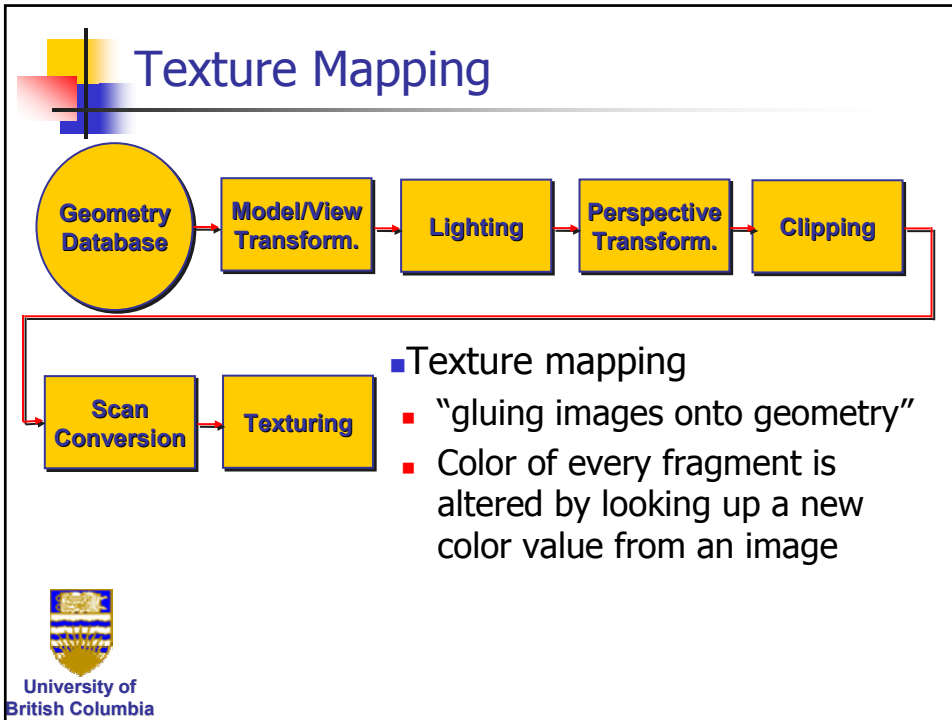 Texture Mapping
Geometry
Database
Model/View
Transform.
Lighting
Perspective
Transform.
Clipping
Scan
Conversion
Texturing
Texture mapping
“gluing images onto geometry”
Color of every fragment is
altered by looking up a new
color value from an image
University of
British Columbia